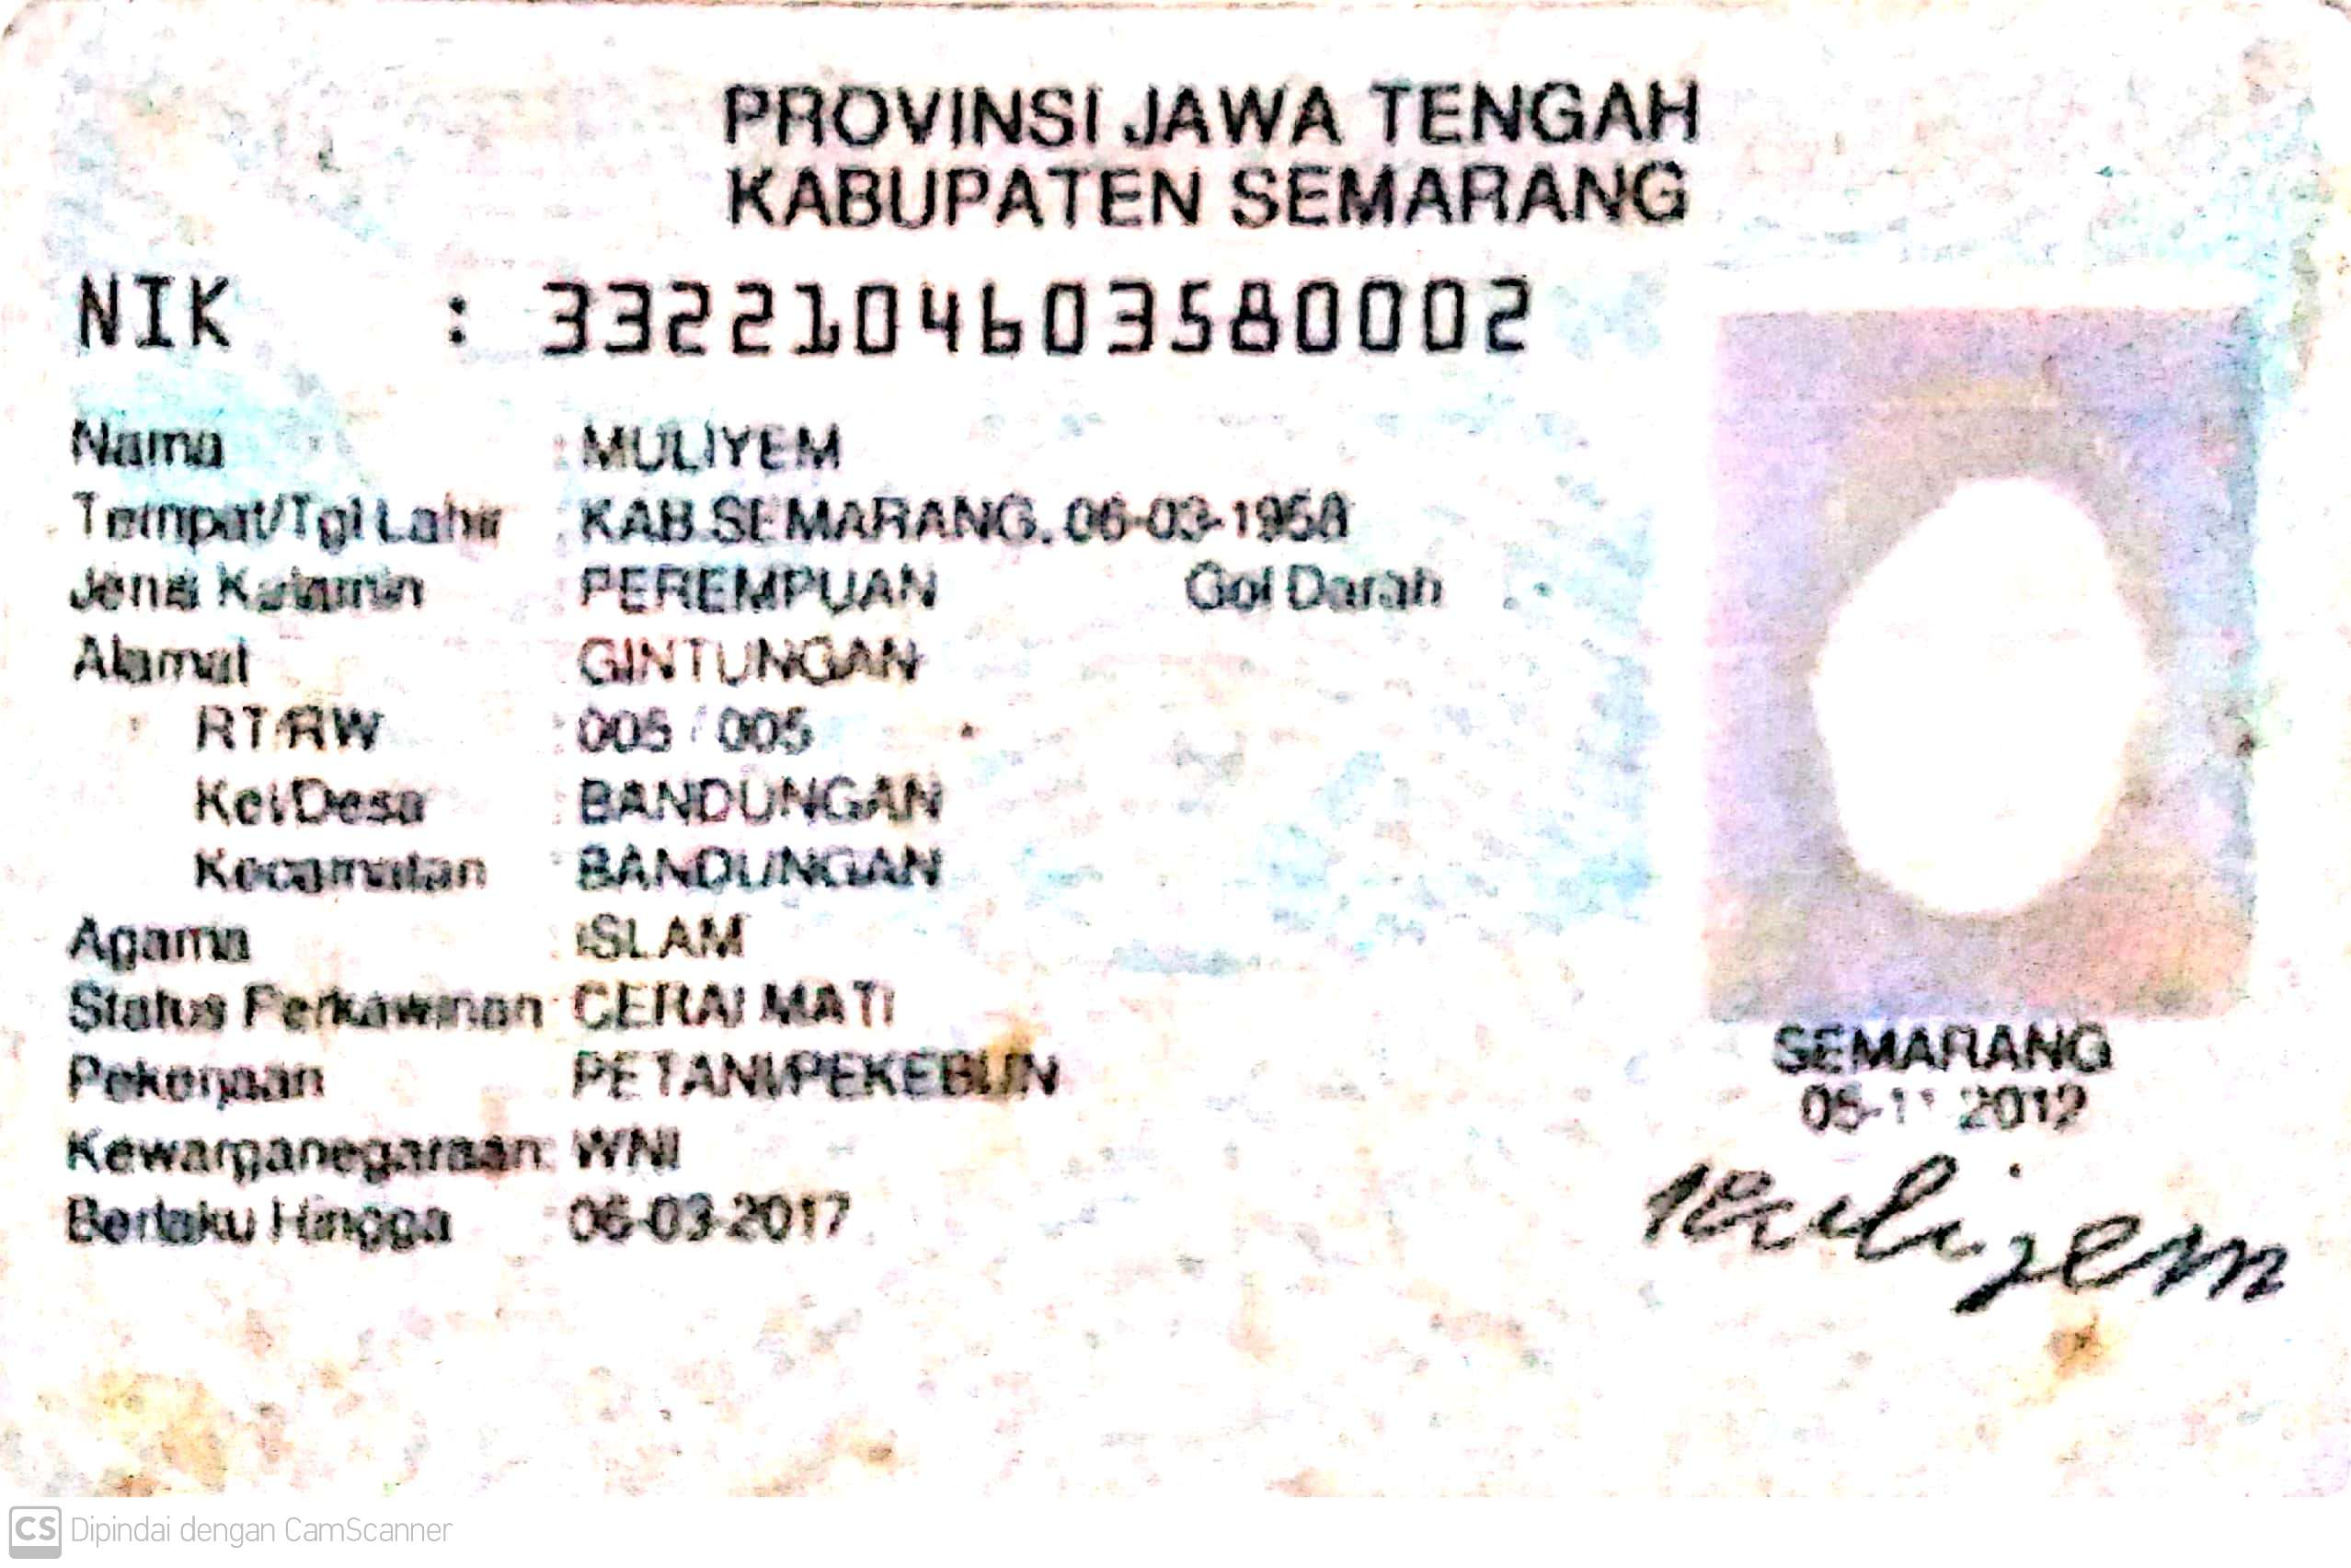 PROVINSI JAWA TENGAH
KABUPATEN SEMARANG
NIK : 3322104603580002
Nama : MULIYEM
Tempat/Tgl Lahir : KAB.SEMARANG, 06-03-1958
Jenis Kelamin : PEREMPUAN Gol Darah : -
Alamat : GINTUNGAN
RT/RW : 005 / 005
Kel/Desa : BANDUNGAN
Kecamatan : BANDUNGAN
Agama : ISLAM
Status Perkawinan : CERAI MATI
Pekerjaan : PETANI/PEKEBUN
Kewarganegaraan : WNI
Berlaku Hingga : 06-03-2017
SEMARANG
05-11-2012
Muliyem
CS Dipindai dengan CamScanner